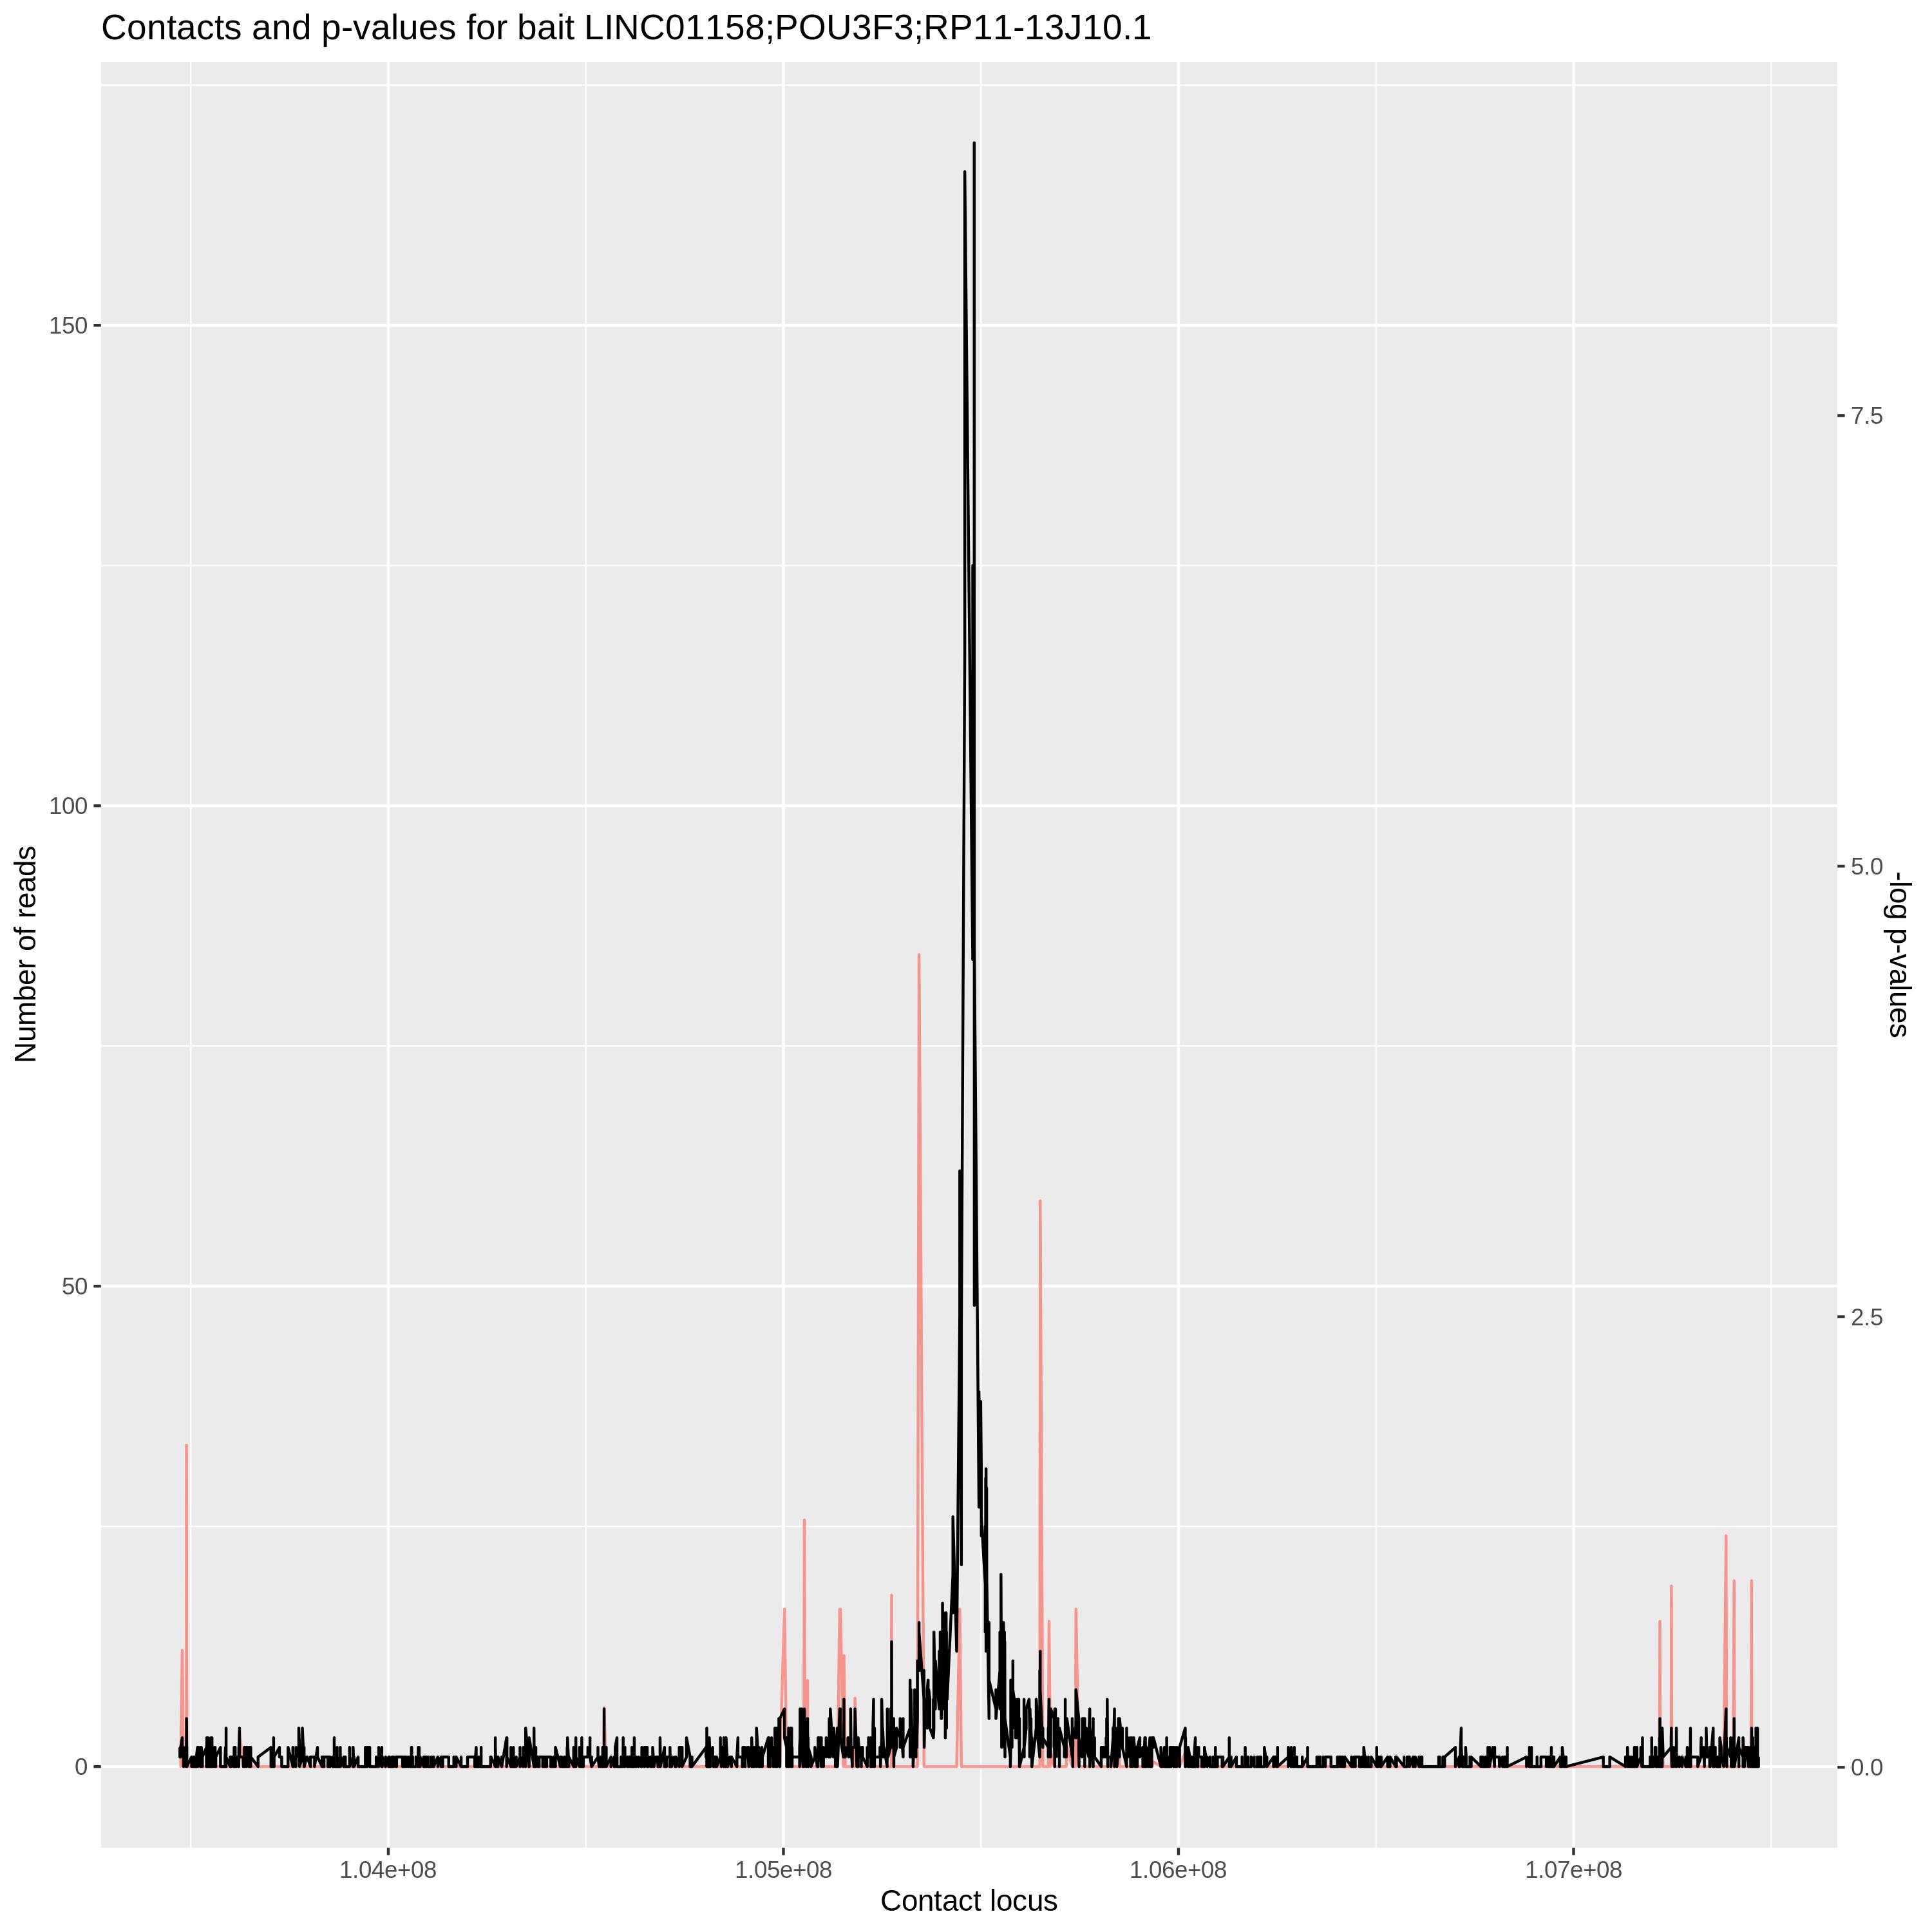 Contacts and p-values for bait LINC01158;POU3F3;RP11-13J10.1
150
100
50
0
Number of reads
7.5
5.0
2.5
0.0
-log p-values
1.04e+08
1.05e+08
1.06e+08
1.07e+08
Contact locus